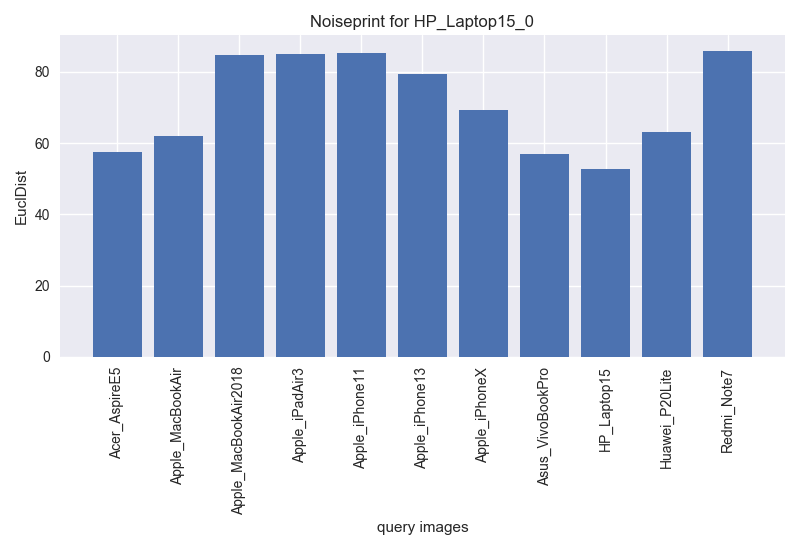 Noiseprint for HP_Laptop15_0
EuclDist
80
60
40
20
0
Acer_AspireE5
Apple_MacBookAir
Apple_MacBookAir2018
Apple_iPadAir3
Apple_iPhone11
Apple_iPhone13
Apple_iPhoneX
Asus_VivoBookPro
HP_Laptop15
Huawei_P20Lite
Redmi_Note7
query images